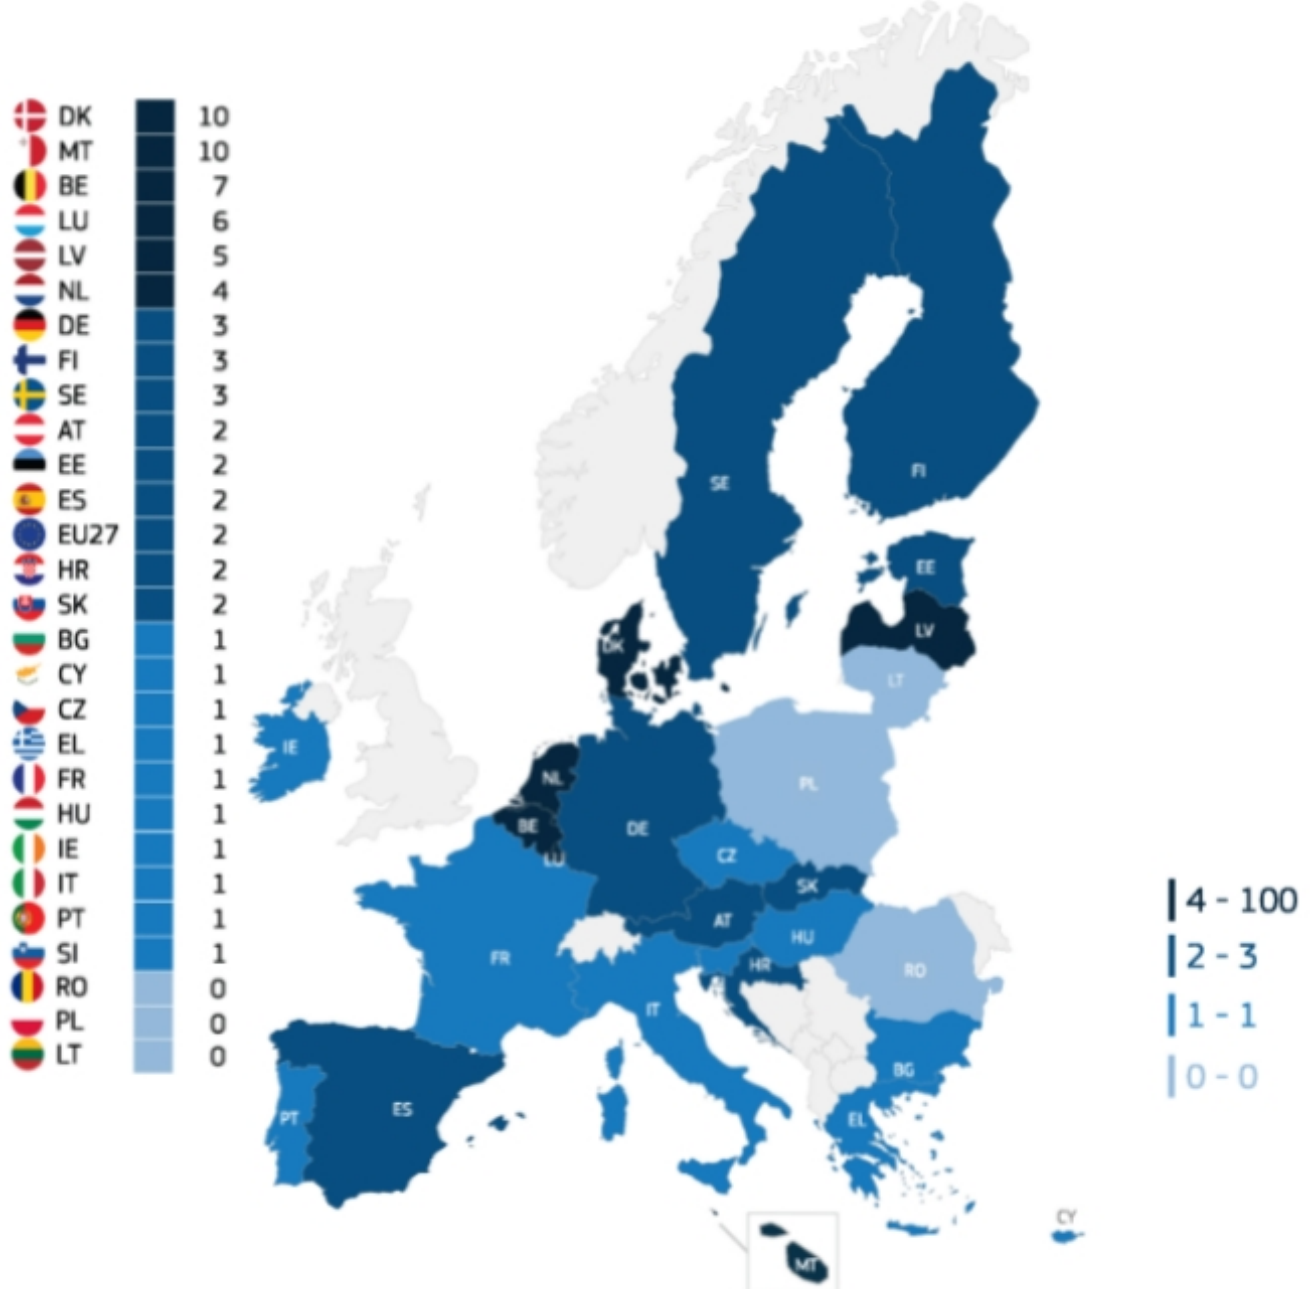 DK 10
MT 10
BE 7
LU 6
LV 5
NL 4
DE 3
FI 3
SE 3
AT 2
EE 2
ES 2
EU27 2
HR 2
SK 2
BG 1
CY 1
CZ 1
EL 1
FR 1
HU 1
IE 1
IT 1
PT 1
SI 1
RO 0
PL 0
LT 0
SE
FI
EE
LV
DK
LT
IE
NL
PL
BE
DE
LU
CZ
SK
AT
HU
FR
HR
RO
SI
IT
BG
ES
PT
EL
CY
MT
4 - 100
2 - 3
1 - 1
0 - 0